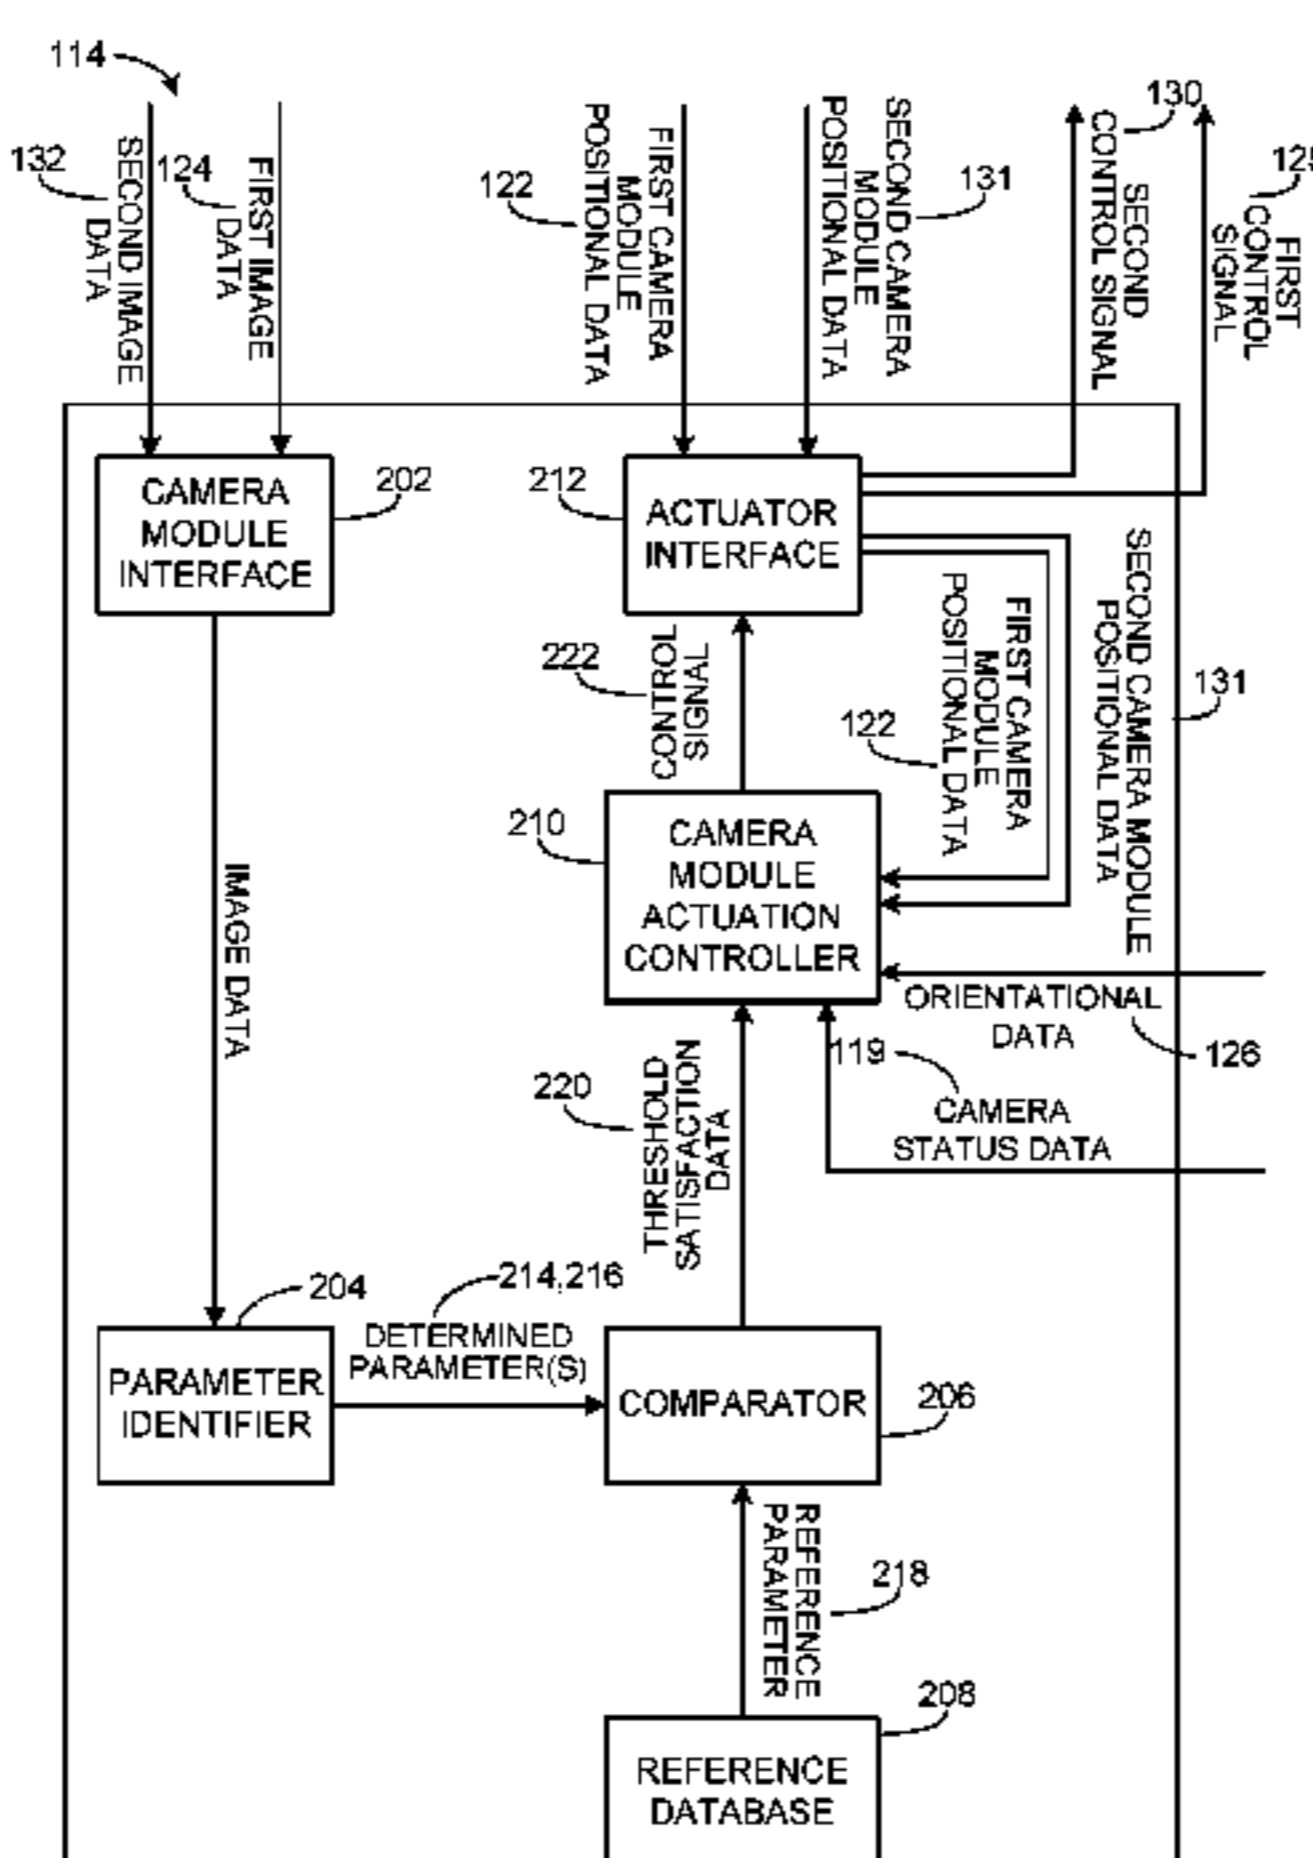 114
130
132
SECOND IMAGE
DATA
124
FIRST IMAGE
DATA
122
FIRST CAMERA
MODULE
POSITIONAL DATA
SECOND CAMERA
MODULE
POSITIONAL DATA
131
SECOND
CONTROL SIGNAL
FIRST
CONTROL
SIGNAL
CAMERA
MODULE
INTERFACE
202
212
ACTUATOR
INTERFACE
222
CONTROL
SIGNAL
122
FIRST CAMERA
MODULE
POSITIONAL DATA
SECOND CAMERA MODULE
POSITIONAL DATA
131
210
CAMERA
MODULE
ACTUATION
CONTROLLER
IMAGE DATA
ORIENTATIONAL
DATA
126
119
CAMERA
STATUS DATA
220
THRESHOLD
SATISFACTION
DATA
204
214,216
DETERMINED
PARAMETER(S)
PARAMETER
IDENTIFIER
COMPARATOR
206
REFERENCE
PARAMETER
218
208
REFERENCE
DATABASE